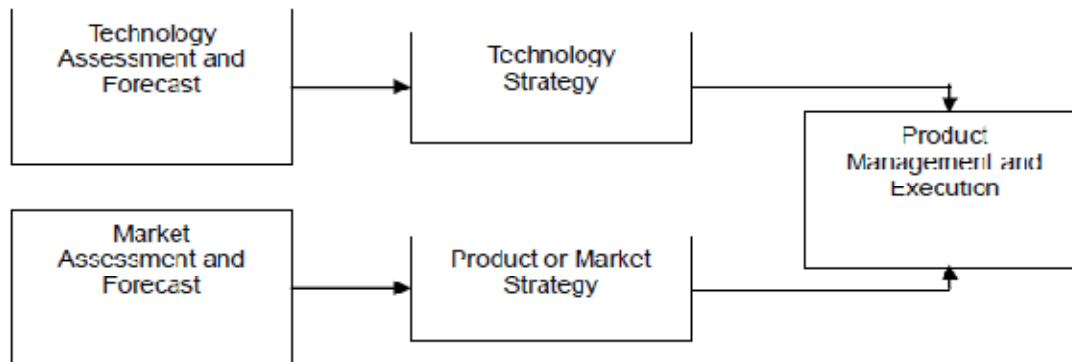 Technology
Assessment and
Forecast
Technology
Strategy
Product
Management and
Execution
Market
Assessment and
Forecast
Product or Market
Strategy